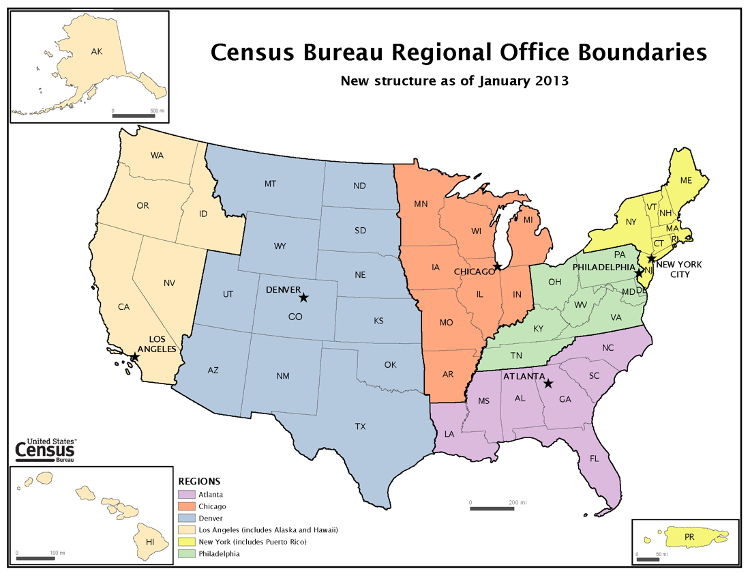 Census Bureau Regional Office Boundaries
New structure as of January 2013
AK
500 mi
WA
OR
ID
NV
CA
LOS
ANGELES
MT
ND
SD
WY
NE
UT
DENVER
CO
KS
AZ
NM
OK
TX
MN
WI
MI
IA
CHICAGO
IL
IN
MO
AR
ME
VT
NH
NY
MA
RI
CT
NEW YORK
CITY
NJ
PA
PHILADELPHIA
OH
MD
DE
WV
VA
KY
TN
NC
SC
ATLANTA
MS
AL
GA
LA
FL
200 mi
United States™
Census
Bureau
HI
100 mi
REGIONS
Atlanta
Chicago
Denver
Los Angeles (includes Alaska and Hawaii)
New York (includes Puerto Rico)
Philadelphia
PR
50 mi